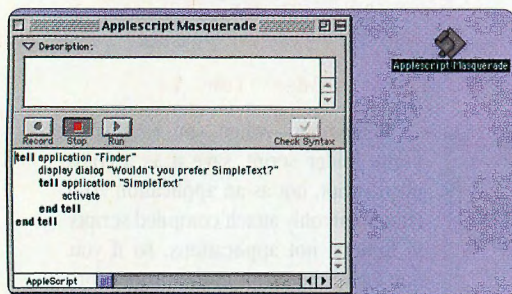 Applescript Masquerade
Description:
Record Stop Run Check Syntax
tell application "Finder"
display dialog "Wouldn't you prefer SimpleText?"
tell application "SimpleText"
activate
end tell
end tell
AppleScript
Applescript Masquerade